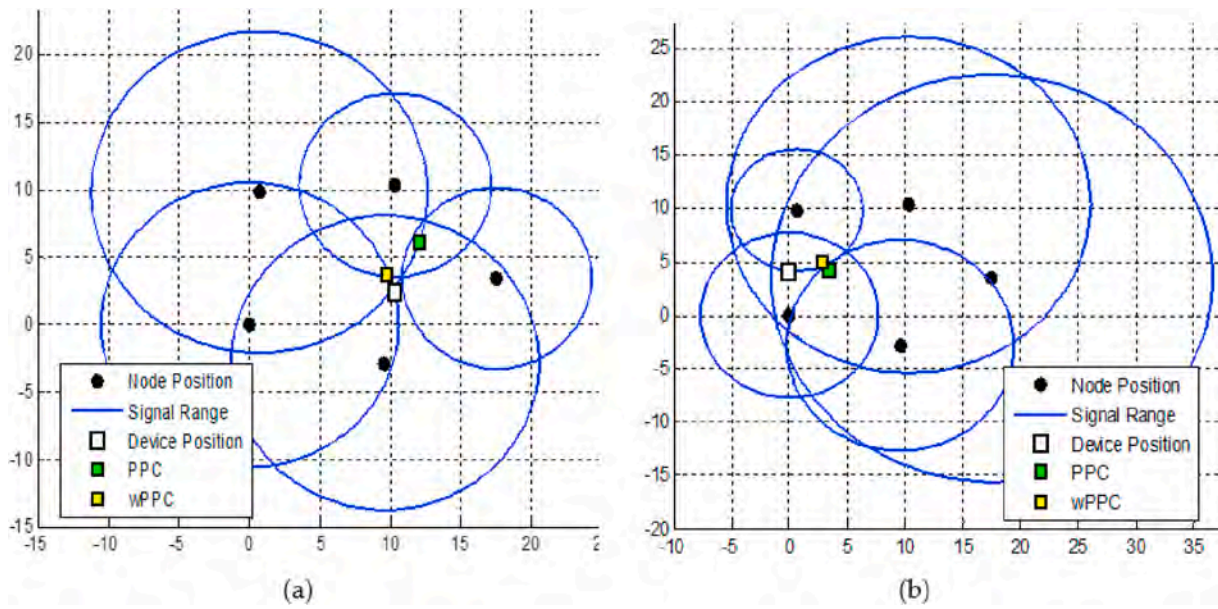 20
15
10
5
0
-5
-10
-15
-15 -10 -5 0 5 10 15 20 2
Node Position
Signal Range
Device Position
PPC
wPPC
(a)
25
20
15
10
5
0
-5
-10
-15
-20
-10 -5 0 5 10 15 20 25 30 35
Node Position
Signal Range
Device Position
PPC
wPPC
(b)